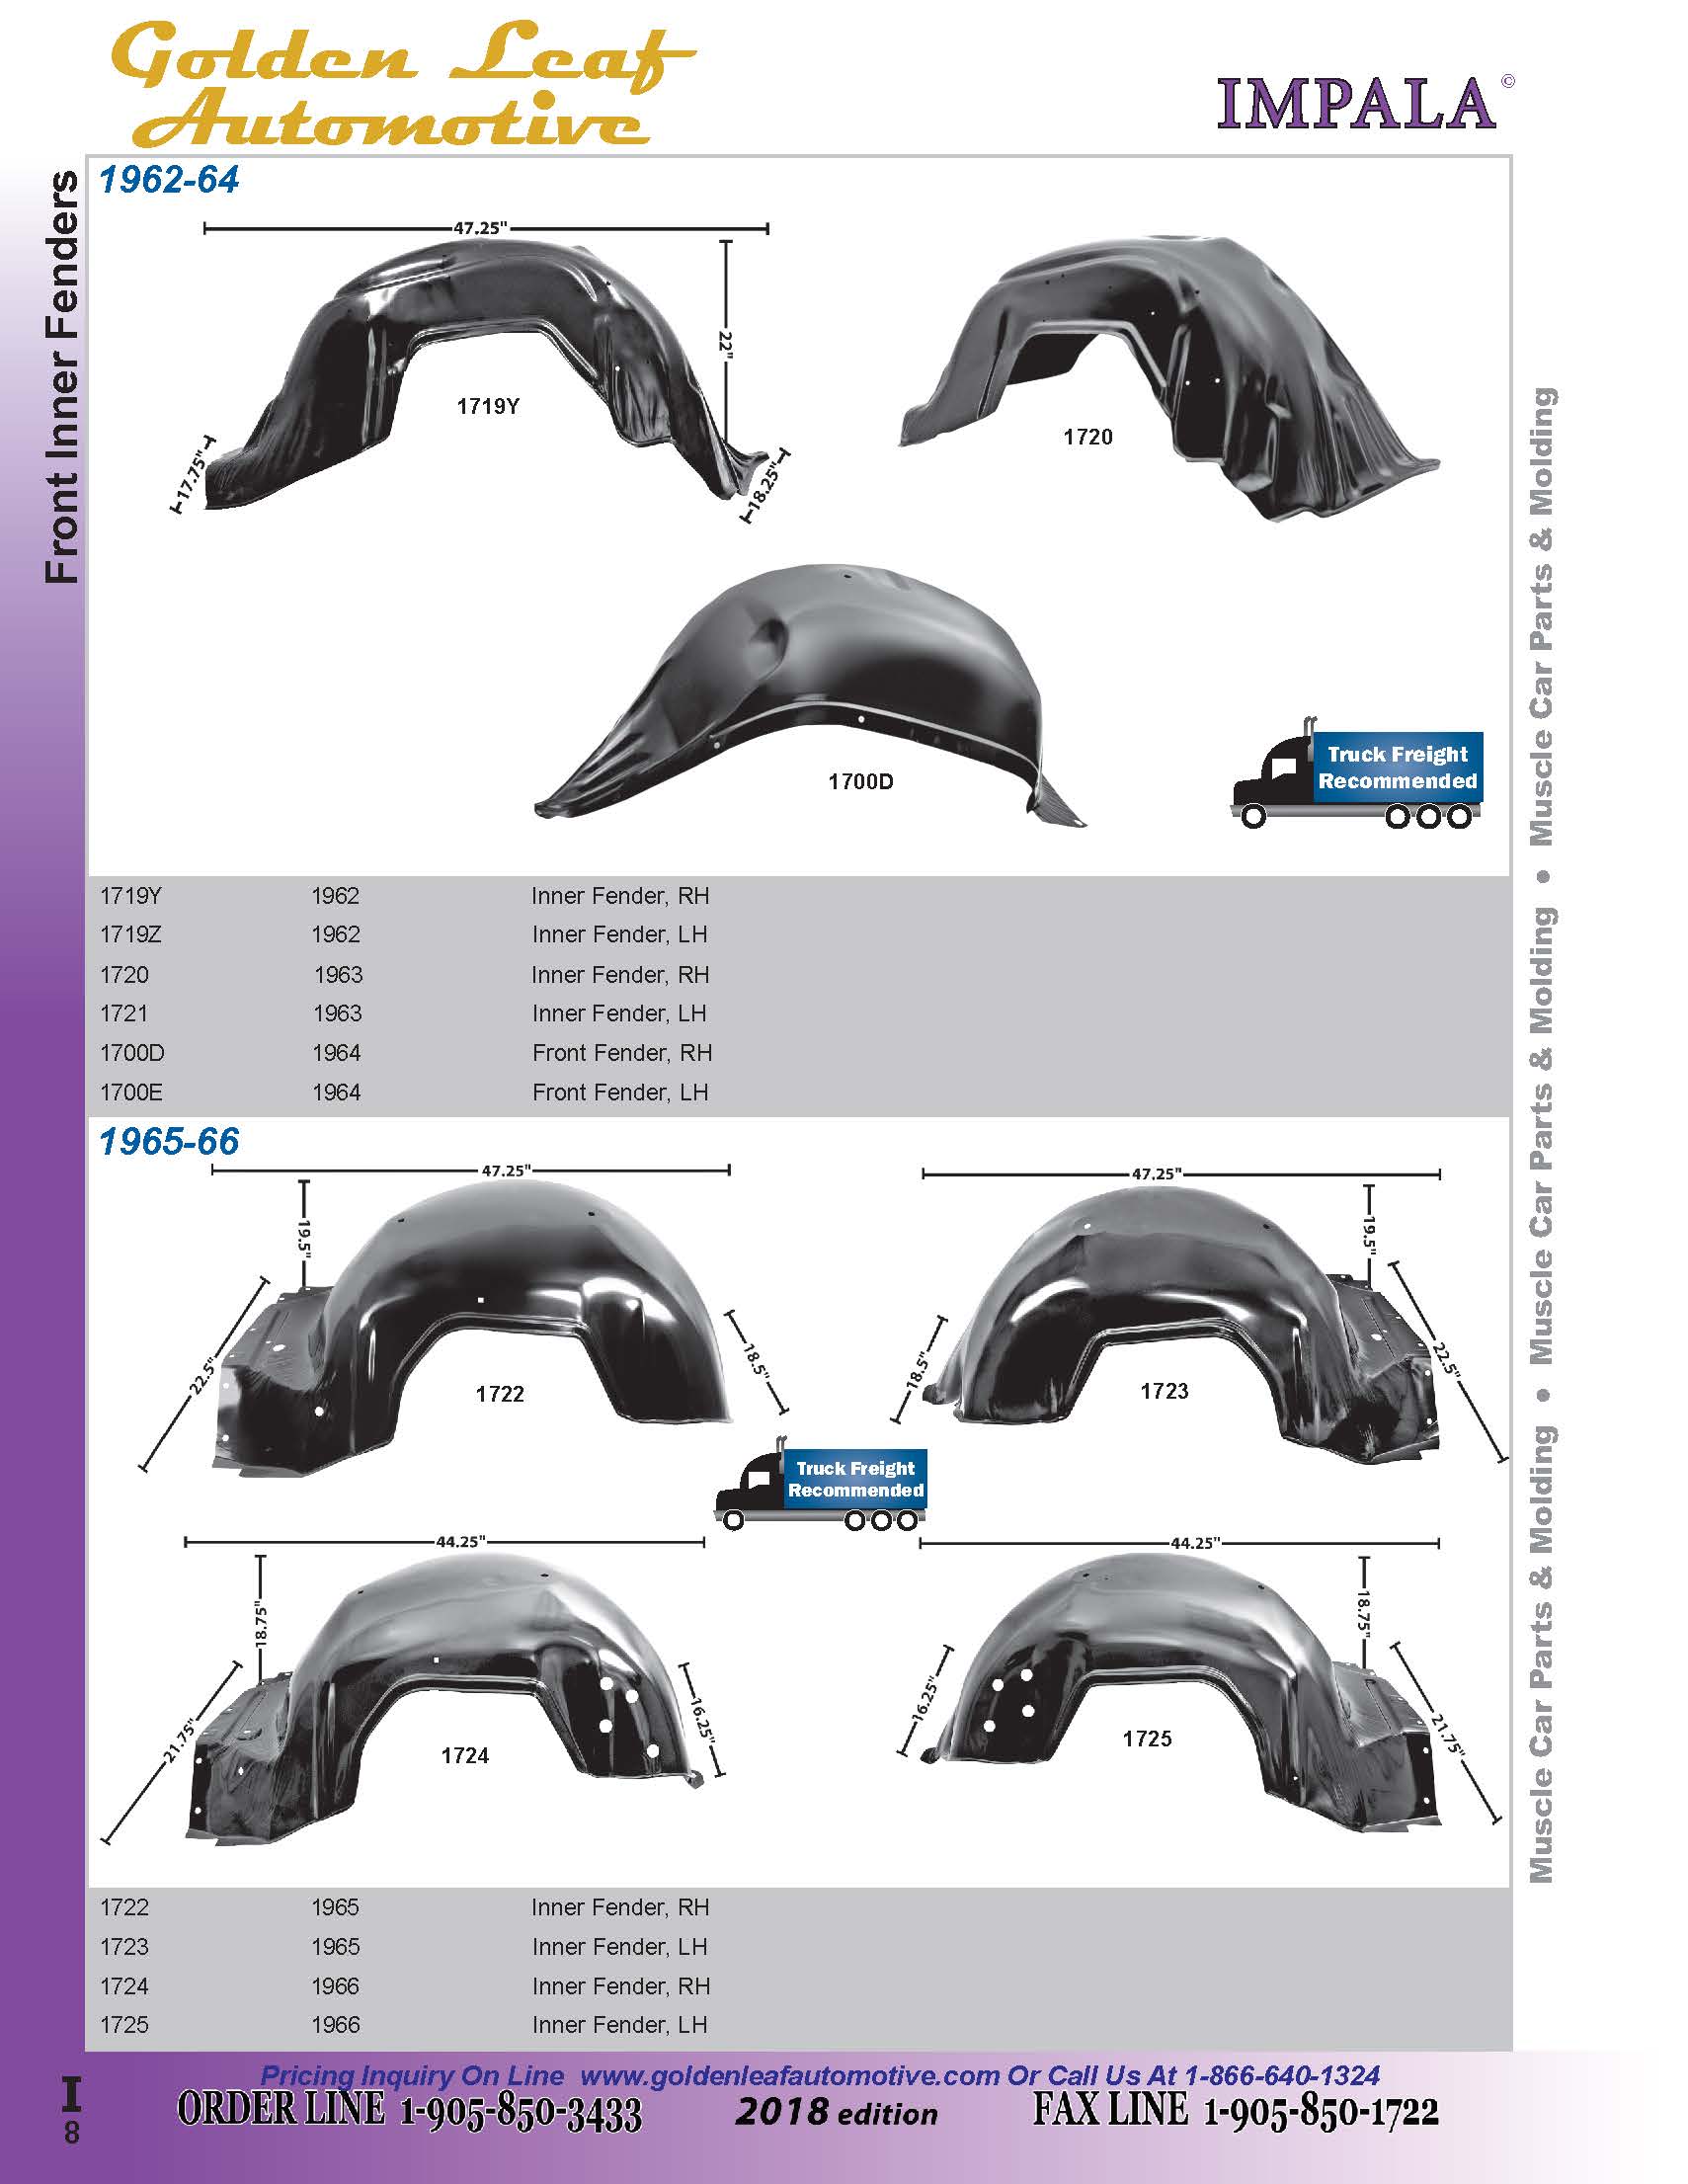 Golden Leaf
Automotive
IMPALA©
Front Inner Fenders
1962-64
47.25"
22"
1719Y
17.75"
18.25"
1720
1700D
Truck Freight
Recommended
1719Y 1962 Inner Fender, RH
1719Z 1962 Inner Fender, LH
1720 1963 Inner Fender, RH
1721 1963 Inner Fender, LH
1700D 1964 Front Fender, RH
1700E 1964 Front Fender, LH
1965-66
47.25"
19.5"
22.5"
18.5"
1722
47.25"
19.5"
18.5"
22.5"
1723
Truck Freight
Recommended
44.25"
18.75"
21.75"
16.25"
1724
44.25"
18.75"
16.25"
21.75"
1725
1722 1965 Inner Fender, RH
1723 1965 Inner Fender, LH
1724 1966 Inner Fender, RH
1725 1966 Inner Fender, LH
Muscle Car Parts & Molding • Muscle Car Parts & Molding • Muscle Car Parts & Molding
Pricing Inquiry On Line www.goldenleafautomotive.com Or Call Us At 1-866-640-1324
I
8
ORDER LINE 1-905-850-3433 2018 edition FAX LINE 1-905-850-1722